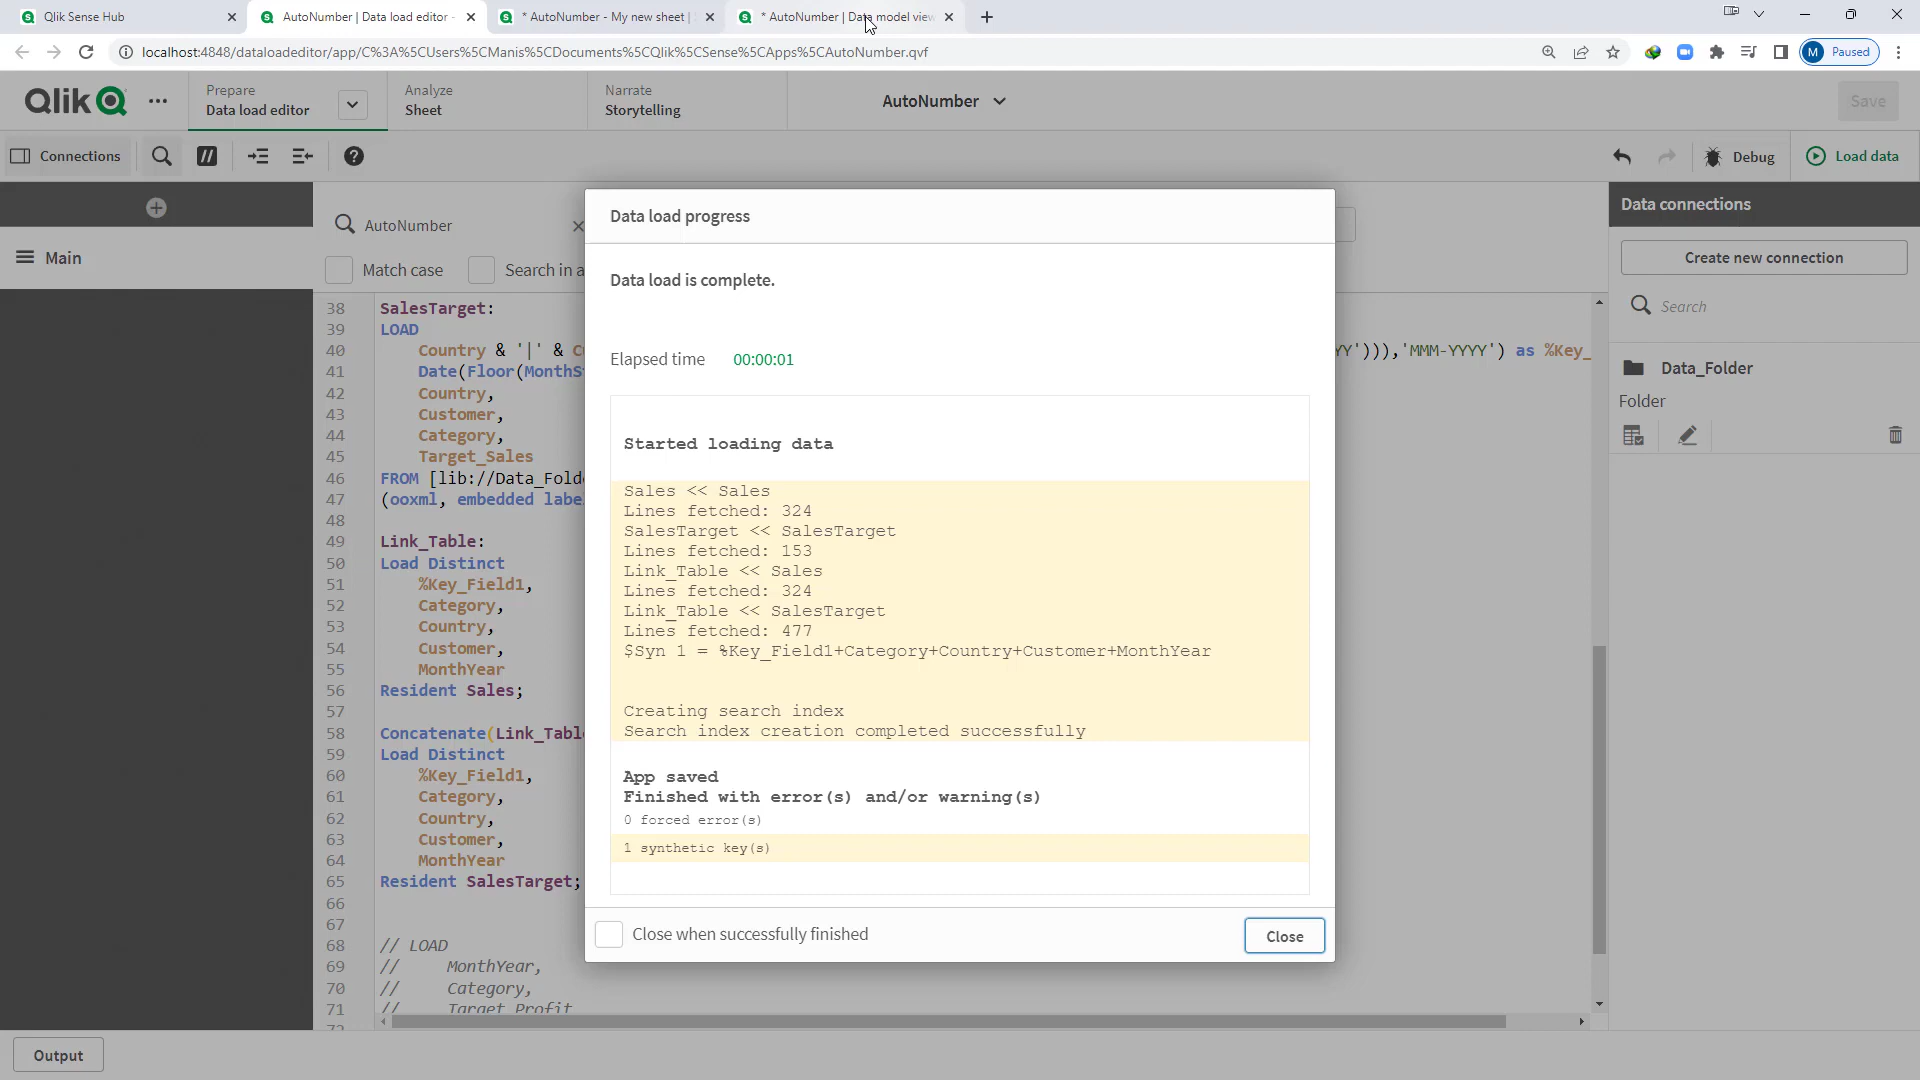 Qlik Sense Hub
AutoNumber | Data load editor -
* AutoNumber - My new sheet |
* AutoNumber | Data model view
localhost:4848/dataloadeditor/app/C%3A%5CUsers%5CManis%5CDocuments%5CQlik%5CSense%5CApps%5CAutoNumber.qvf
M Paused
Qlik
Prepare
Data load editor
Analyze
Sheet
Narrate
Storytelling
AutoNumber
Save
Connections
Debug
Load data
Main
AutoNumber
Match case
Search in a
38 SalesTarget:
39 LOAD
40 Country & '|' & C
YY'))),'MMM-YYYY') as %Key_
41 Date(Floor(MonthS
42 Country,
43 Customer,
44 Category,
45 Target_Sales
46 FROM [lib://Data_Fold
47 (ooxml, embedded labe
48
49 Link_Table:
50 Load Distinct
51 %Key_Field1,
52 Category,
53 Country,
54 Customer,
55 MonthYear
56 Resident Sales;
57
58 Concatenate(Link_Tabl
59 Load Distinct
60 %Key_Field1,
61 Category,
62 Country,
63 Customer,
64 MonthYear
65 Resident SalesTarget;
66
67
68 // LOAD
69 // MonthYear,
70 // Category,
71 // Target_Profit
72
Data load progress
Data load is complete.
Elapsed time 00:00:01
Started loading data
Sales << Sales
Lines fetched: 324
SalesTarget << SalesTarget
Lines fetched: 153
Link_Table << Sales
Lines fetched: 324
Link_Table << SalesTarget
Lines fetched: 477
$Syn 1 = %Key_Field1+Category+Country+Customer+MonthYear
Creating search index
Search index creation completed successfully
App saved
Finished with error(s) and/or warning(s)
0 forced error(s)
1 synthetic key(s)
Close when successfully finished
Close
Data connections
Create new connection
Search
Data_Folder
Folder
Output